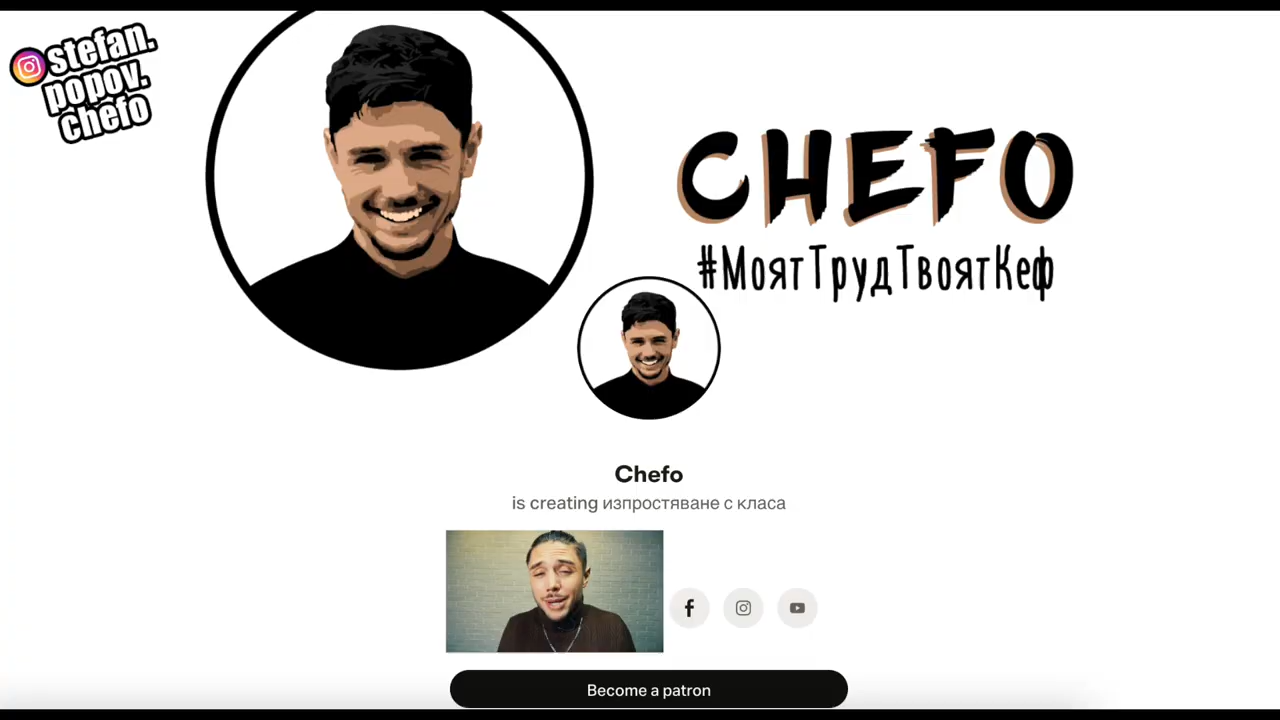 @stefan.
popov.
chefo
CHEFO
#МоятТрудТвоятКеф
Chefo
is creating изпростяване с класа
Become a patron